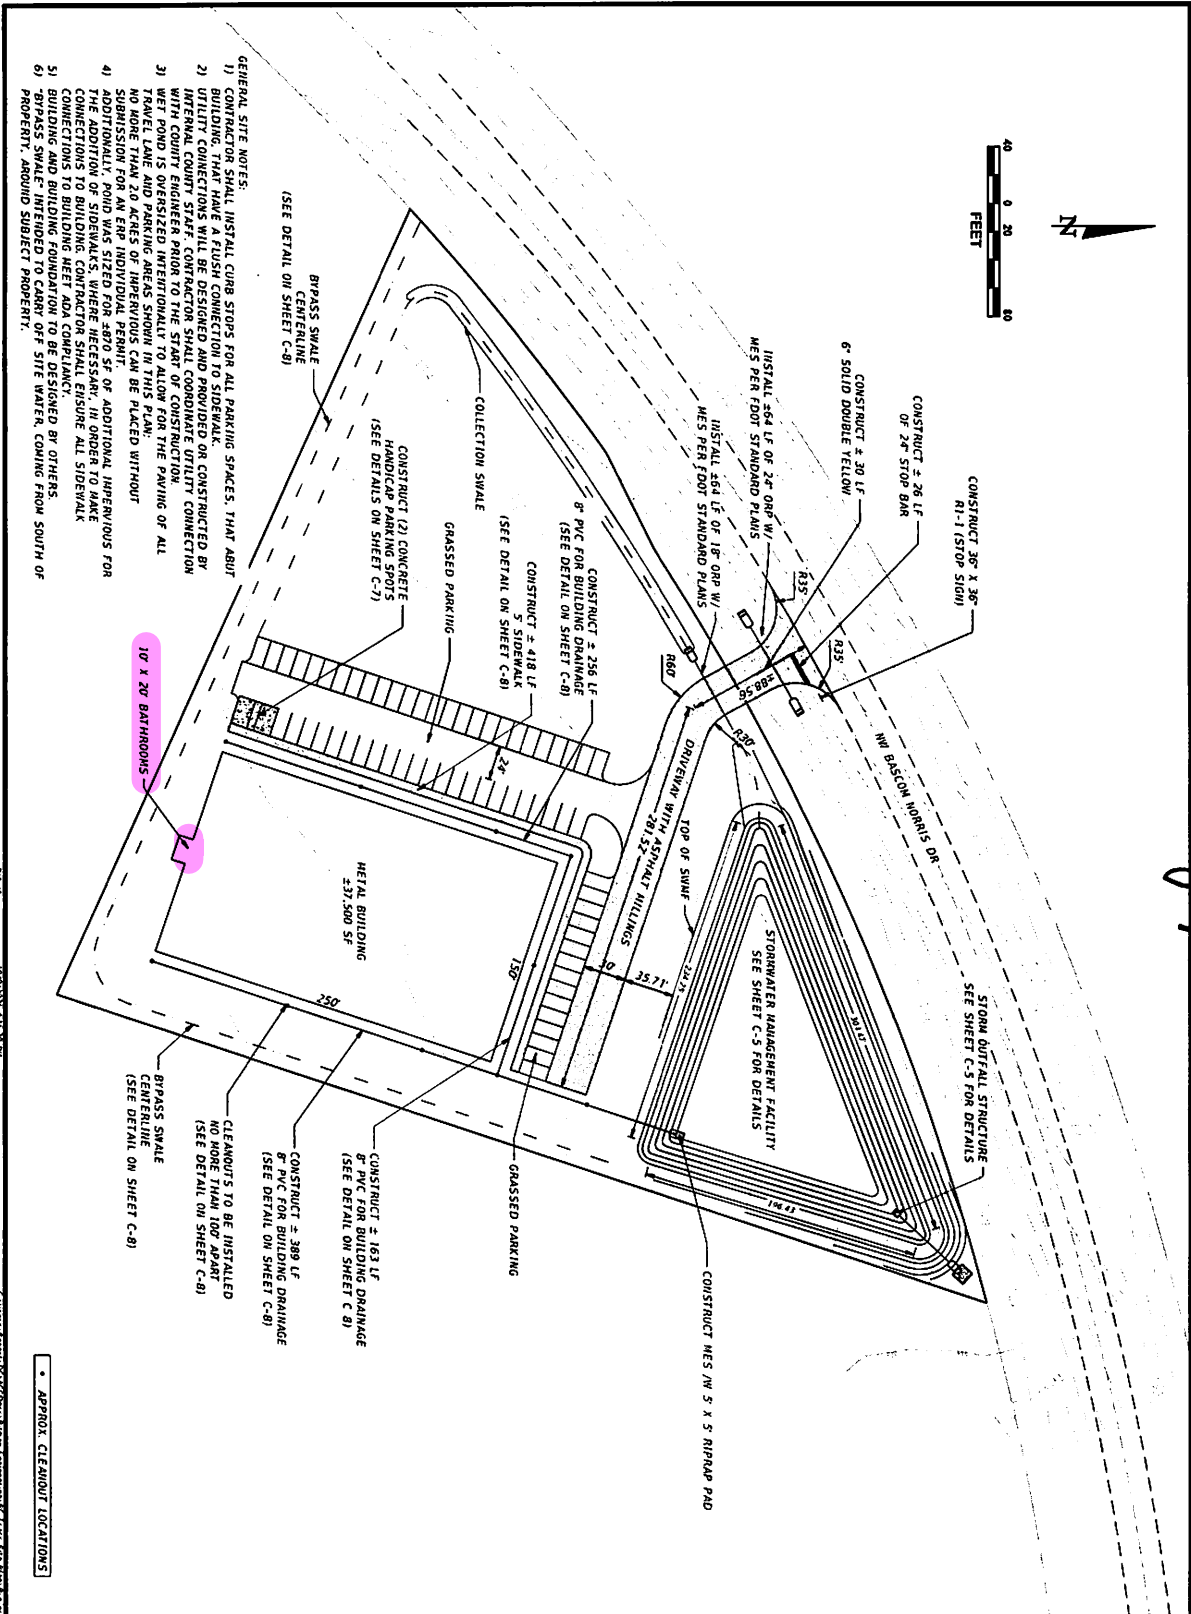 40
0
20
80
FEET
N
CONSTRUCT 36" X 36"
R1-1 (STOP SIGN)
CONSTRUCT ± 26 LF
OF 24" STOP BAR
CONSTRUCT ± 30 LF
6" SOLID DOUBLE YELLOW
INSTALL ±64 LF OF 24" ORP W/
MES PER FDOT STANDARD PLANS
INSTALL ±64 LF OF 18" ORP W/
MES PER FDOT STANDARD PLANS
R35'
R35'
±88.56'
R60'
R30'
NW BASCOM NORRIS DR
STORM OUTFALL STRUCTURE
SEE SHEET C-5 FOR DETAILS
STORMWATER MANAGEMENT FACILITY
SEE SHEET C-5 FOR DETAILS
301.47
224.75
196.43
TOP OF SWMF
DRIVEWAY WITH ASPHALT MILLINGS
281.52'
30'
35.71'
CONSTRUCT MES /W 5' X 5' RIPRAP PAD
COLLECTION SWALE
CONSTRUCT ± 256 LF
8" PVC FOR BUILDING DRAINAGE
(SEE DETAIL ON SHEET C-8)
CONSTRUCT ± 418 LF
5' SIDEWALK
(SEE DETAIL ON SHEET C-8)
GRASSED PARKING
CONSTRUCT (2) CONCRETE
HANDICAP PARKING SPOTS
(SEE DETAILS ON SHEET C-7)
24'
METAL BUILDING
±37,500 SF
150'
250'
GRASSED PARKING
CONSTRUCT ± 163 LF
8" PVC FOR BUILDING DRAINAGE
(SEE DETAIL ON SHEET C 8)
CONSTRUCT ± 389 LF
8" PVC FOR BUILDING DRAINAGE
(SEE DETAIL ON SHEET C-8)
CLEANOUTS TO BE INSTALLED
NO MORE THAN 100' APART
(SEE DETAIL ON SHEET C-8)
BYPASS SWALE
CENTERLINE
(SEE DETAIL ON SHEET C-8)
BYPASS SWALE
CENTERLINE
(SEE DETAIL ON SHEET C-8)
10' X 20' BATHROOMS
GENERAL SITE NOTES:
1) CONTRACTOR SHALL INSTALL CURB STOPS FOR ALL PARKING SPACES, THAT ABUT
BUILDING, THAT HAVE A FLUSH CONNECTION TO SIDEWALK.
2) UTILITY CONNECTIONS WILL BE DESIGNED AND PROVIDED OR CONSTRUCTED BY
INTERNAL COUNTY STAFF. CONTRACTOR SHALL COORDINATE UTILITY CONNECTION
WITH COUNTY ENGINEER PRIOR TO THE START OF CONSTRUCTION.
3) WET POND IS OVERSIZED INTENTIONALLY TO ALLOW FOR THE PAVING OF ALL
TRAVEL LANE AND PARKING AREAS SHOWN IN THIS PLAN;
NO MORE THAN 2.0 ACRES OF IMPERVIOUS CAN BE PLACED WITHOUT
SUBMISSION FOR AN ERP INDIVIDUAL PERMIT.
4) ADDITIONALLY, POND WAS SIZED FOR ±870 SF OF ADDITIONAL IMPERVIOUS FOR
THE ADDITION OF SIDEWALKS, WHERE NECESSARY, IN ORDER TO MAKE
CONNECTIONS TO BUILDING. CONTRACTOR SHALL ENSURE ALL SIDEWALK
CONNECTIONS TO BUILDING MEET ADA COMPLIANCY.
5) BUILDING AND BUILDING FOUNDATION TO BE DESIGNED BY OTHERS.
6) "BYPASS SWALE" INTENDED TO CARRY OFF SITE WATER, COMING FROM SOUTH OF
PROPERTY, AROUND SUBJECT PROPERTY.
• APPROX. CLEANOUT LOCATIONS